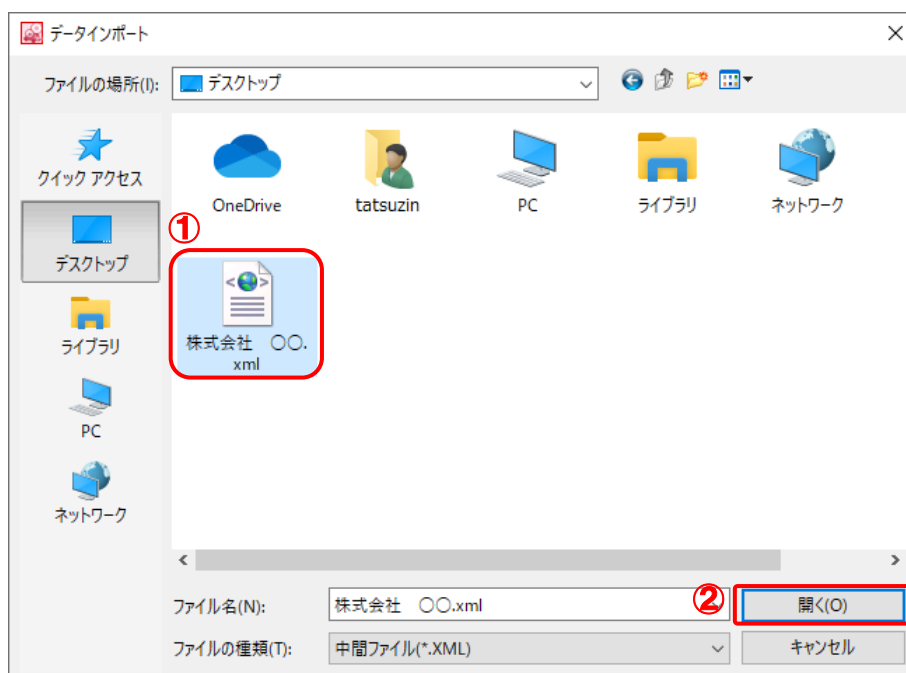 データインポート
ファイルの場所(I):
デスクトップ
クイック アクセス
デスクトップ
ライブラリ
PC
ネットワーク
OneDrive
tatsuzin
PC
ライブラリ
ネットワーク
①
株式会社　〇〇.
xml
ファイル名(N):
株式会社　〇〇.xml
②
開く(O)
ファイルの種類(T):
中間ファイル(*.XML)
キャンセル